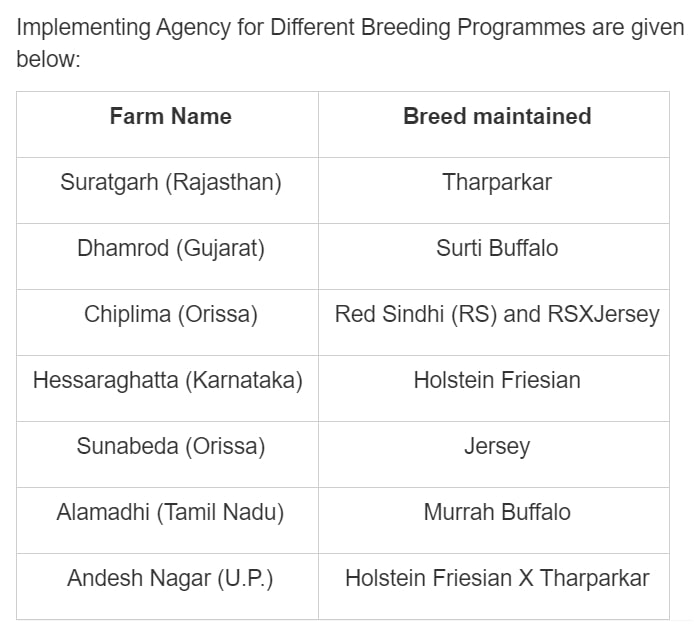 Implementing Agency for Different Breeding Programmes are given
below:
Farm Name Breed maintained
Suratgarh (Rajasthan) Tharparkar
Dhamrod (Gujarat) Surti Buffalo
Chiplima (Orissa) Red Sindhi (RS) and RSXJersey
Hessaraghatta (Karnataka) Holstein Friesian
Sunabeda (Orissa) Jersey
Alamadhi (Tamil Nadu) Murrah Buffalo
Andesh Nagar (U.P.) Holstein Friesian X Tharparkar